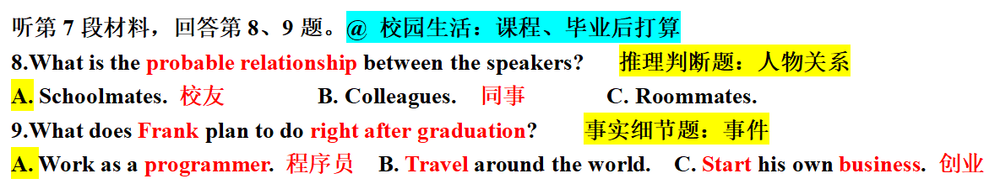 听第 7 段材料，回答第 8、9 题。@ 校园生活：课程、毕业后打算
8.What is the probable relationship between the speakers? 推理判断题：人物关系
A. Schoolmates. 校友 B. Colleagues. 同事 C. Roommates.
9.What does Frank plan to do right after graduation? 事实细节题：事件
A. Work as a programmer. 程序员 B. Travel around the world. C. Start his own business. 创业